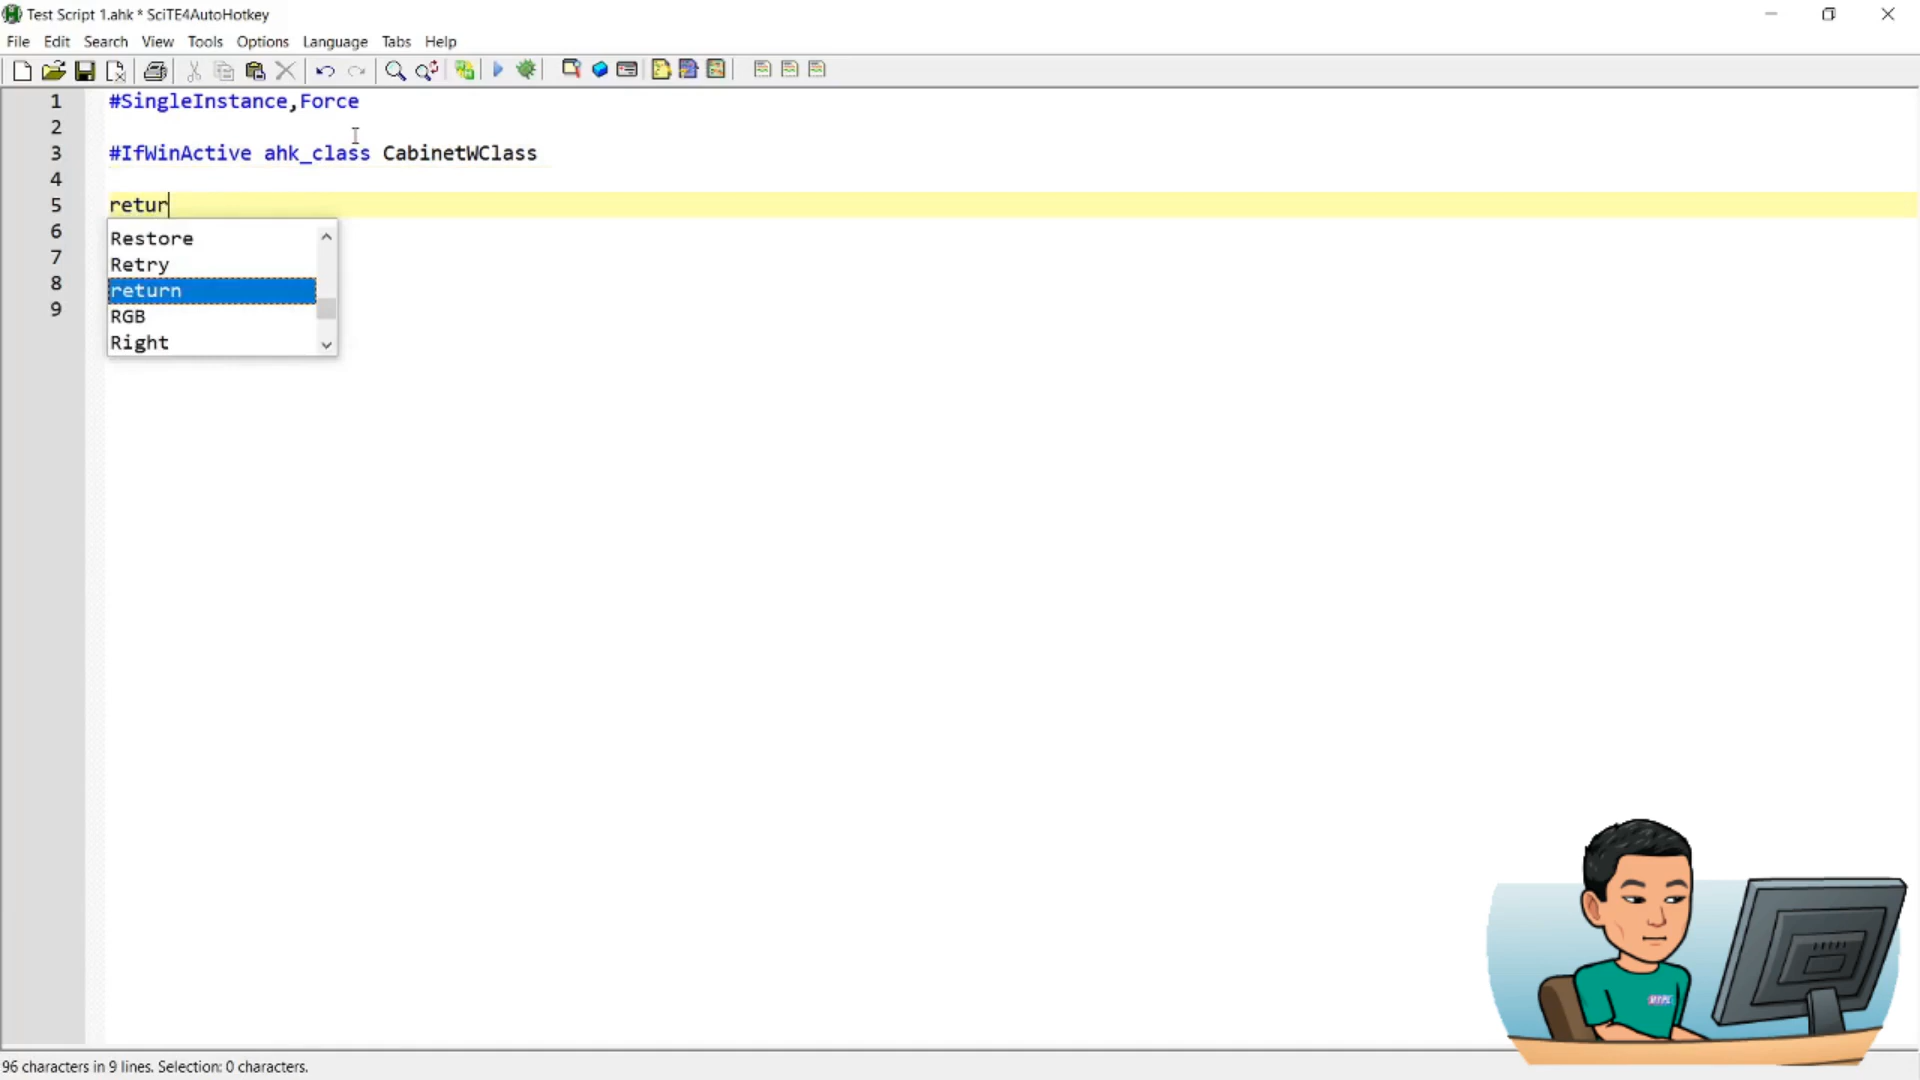 Test Script 1.ahk * SciTE4AutoHotkey
File Edit Search View Tools Options Language Tabs Help
1 #SingleInstance,Force
2
3 #IfWinActive ahk_class CabinetWClass
4
5 retur
6
7
8
9
Restore
Retry
return
RGB
Right
96 characters in 9 lines. Selection: 0 characters.